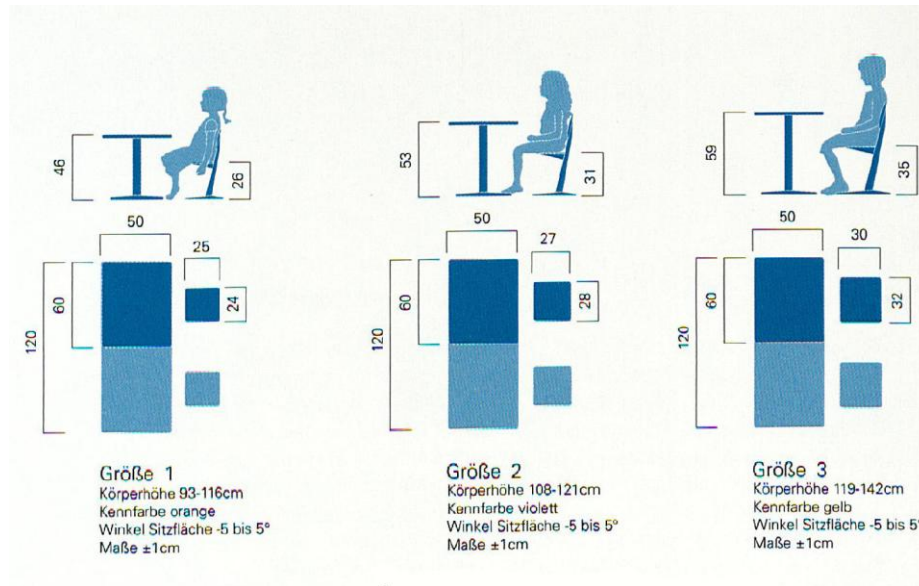 46
26
53
31
59
35
50
25
60
24
120
50
27
60
28
120
50
30
60
32
120
Größe 1
Körperhöhe 93-116cm
Kennfarbe orange
Winkel Sitzfläche -5 bis 5°
Maße ±1cm
Größe 2
Körperhöhe 108-121cm
Kennfarbe violett
Winkel Sitzfläche -5 bis 5°
Maße ±1cm
Größe 3
Körperhöhe 119-142cm
Kennfarbe gelb
Winkel Sitzfläche -5 bis 5°
Maße ±1cm